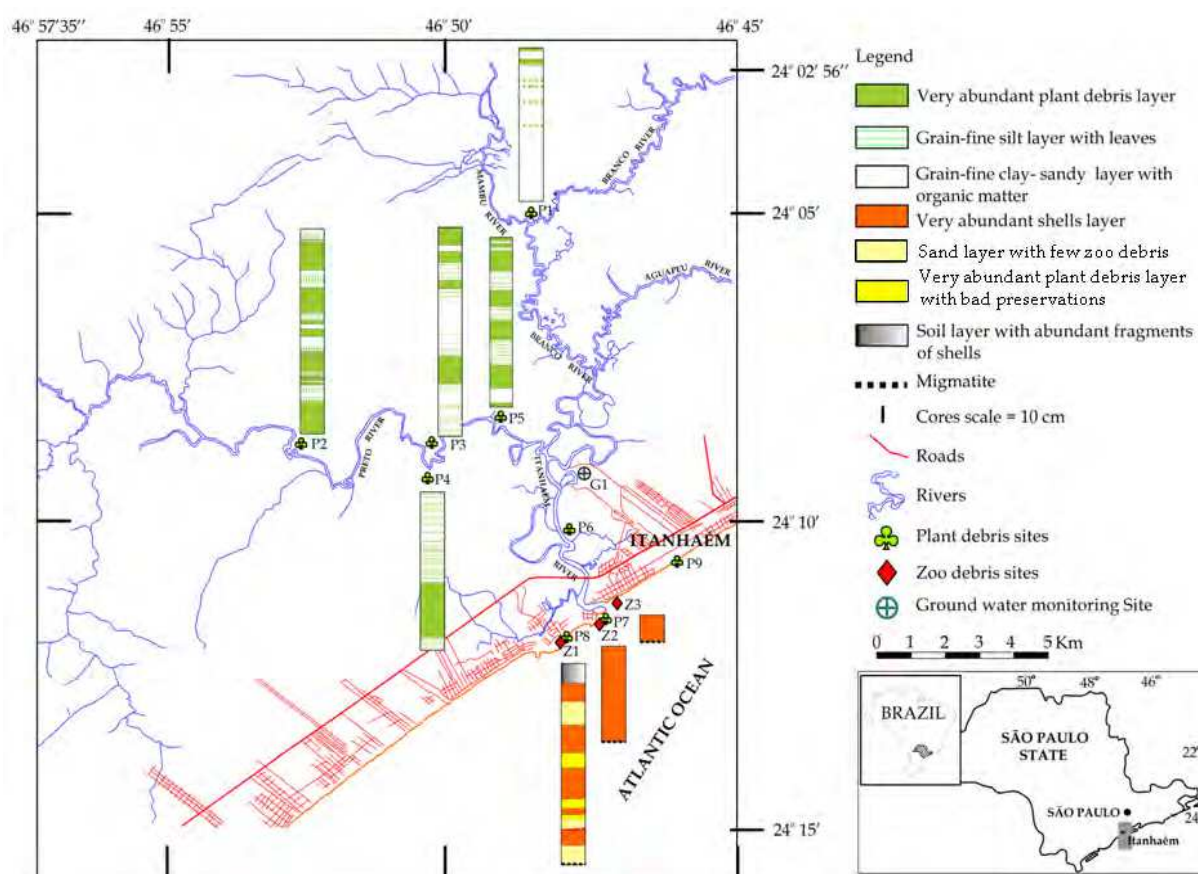 46° 57'35"
46° 55
46° 50
46° 45
24° 02'56''
24° 05
24° 10'
24° 15
P1
MAMBU RIVER
BRANCO RIVER
AGUAPEU RIVER
BRANCO RIVER
P2
PRETO RIVER
P3
P4
P5
ITANHAÉM RIVER
G1
P6
ITANHAÉM
P9
Z3
P7
Z2
P8
Z1
ATLANTIC OCEAN
Legend
Very abundant plant debris layer
Grain-fine silt layer with leaves
Grain-fine clay- sandy layer with
organic matter
Very abundant shells layer
Sand layer with few zoo debris
Very abundant plant debris layer
with bad preservations
Soil layer with abundant fragments
of shells
Migmatite
Cores scale = 10 cm
Roads
Rivers
Plant debris sites
Zoo debris sites
Ground water monitoring Site
0 1 2 3 4 5 Km
BRAZIL
50° 48° 46°
SÃO PAULO
STATE
22°
SÃO PAULO
24
Itanhaém